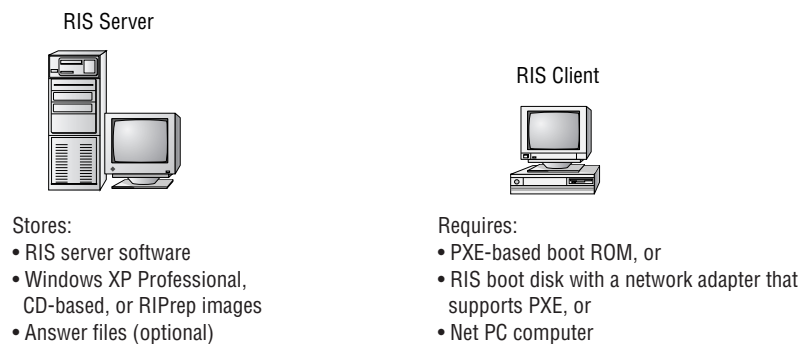 RIS Server
Stores:
• RIS server software
• Windows XP Professional,
CD-based, or RIPrep images
• Answer files (optional)
RIS Client
Requires:
• PXE-based boot ROM, or
• RIS boot disk with a network adapter that
supports PXE, or
• Net PC computer